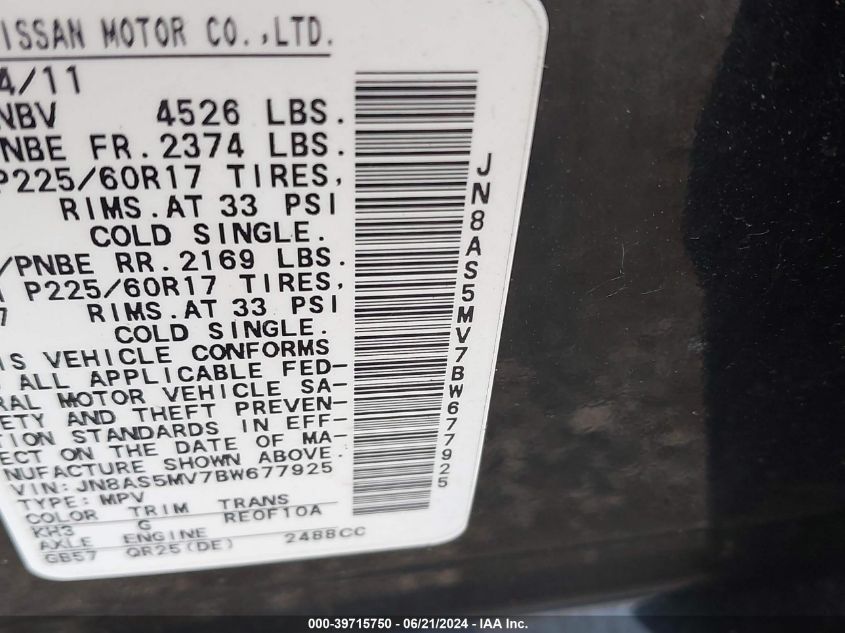 ISSAN MOTOR CO.,LTD.
4/11
NBV 4526 LBS.
NBE FR.2374 LBS.
P225/60R17 TIRES,
RIMS.AT 33 PSI
COLD SINGLE.
/PNBE RR.2169 LBS.
P225/60R17 TIRES,
7 RIMS.AT 33 PSI
COLD SINGLE.
IS VEHICLE CONFORMS
ALL APPLICABLE FED-
RAL MOTOR VEHICLE SA-
ETY AND THEFT PREVEN-
TION STANDARDS IN EFF-
ECT ON THE DATE OF MA-
NUFACTURE SHOWN ABOVE.
VIN:JN8AS5MV7BW677925
TYPE:MPV
COLOR TRIM TRANS
KH3 G RE0F10A
AXLE ENGINE
GB57 QR25(DE) 2488CC
JN8AS5MV7BW677925
000-39715750 - 06/21/2024 - IAA Inc.